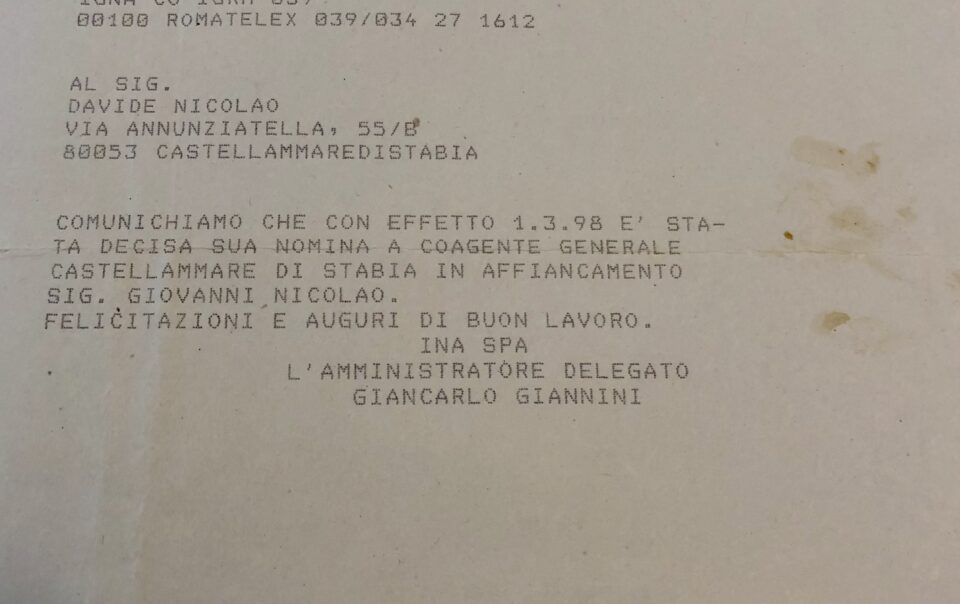 00100 ROMATELEX 039/034 27 1612
AL SIG.
DAVIDE NICOLAO
VIA ANNUNZIATELLA, 55/B
80053 CASTELLAMMAREDISTABIA
COMUNICHIAMO CHE CON EFFETTO 1.3.98 E' STA-
TA DECISA SUA NOMINA A COAGENTE GENERALE
CASTELLAMMARE DI STABIA IN AFFIANCAMENTO
SIG. GIOVANNI NICOLAO.
FELICITAZIONI E AUGURI DI BUON LAVORO.
INA SPA
L'AMMINISTRATORE DELEGATO
GIANCARLO GIANNINI